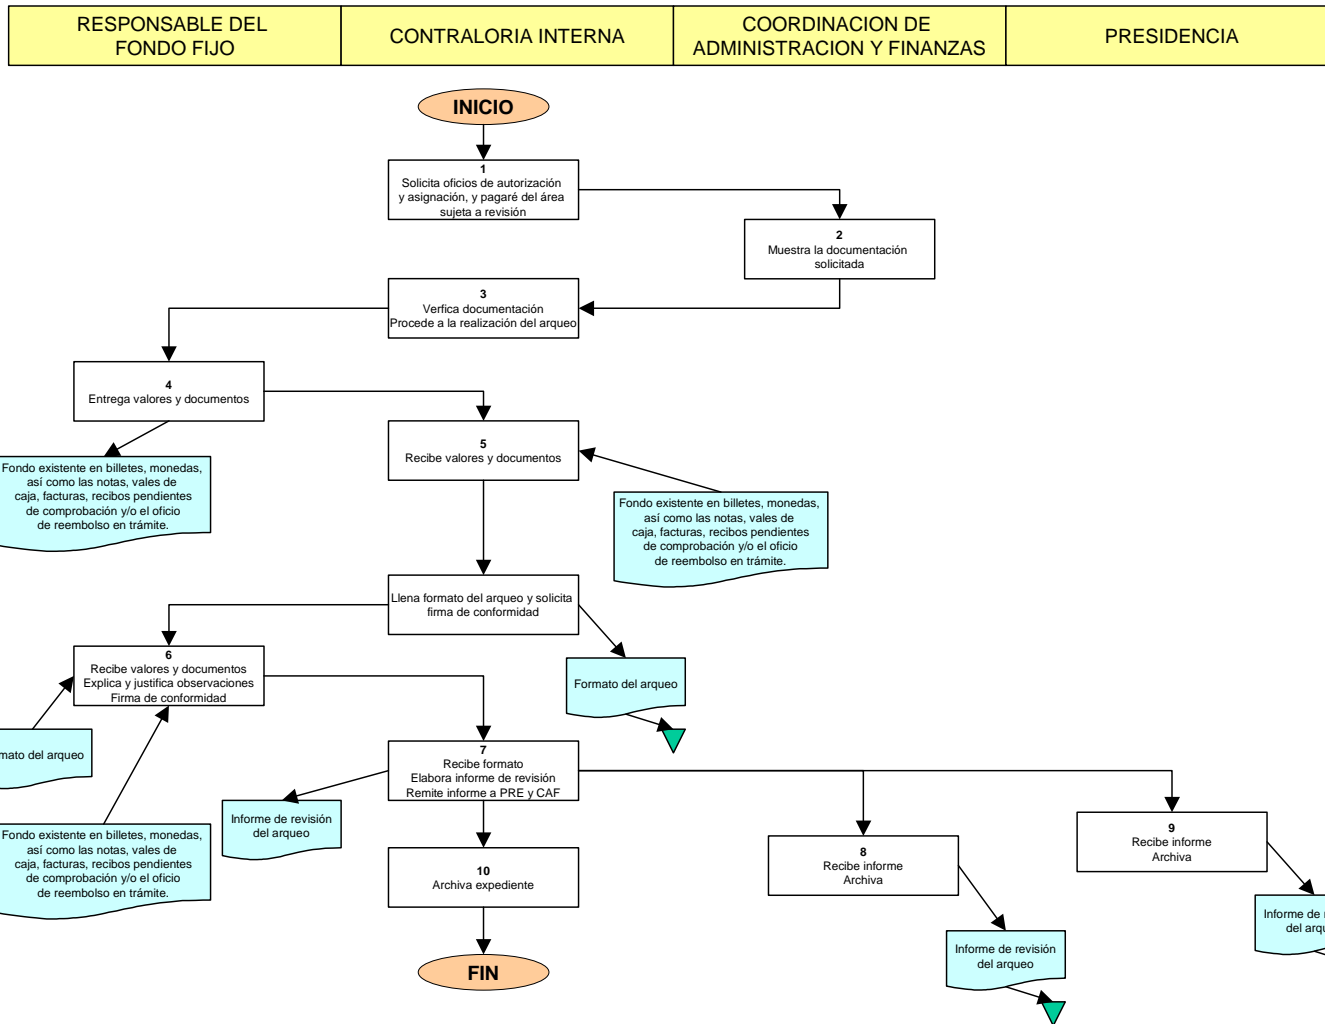 RESPONSABLE DEL
FONDO FIJO
CONTRALORIA INTERNA
COORDINACION DE
ADMINISTRACION Y FINANZAS
PRESIDENCIA
INICIO
1
Solicita oficios de autorización
y asignación, y pagaré del área
sujeta a revisión
2
Muestra la documentación
solicitada
3
Verfica documentación
Procede a la realización del arqueo
4
Entrega valores y documentos
5
Recibe valores y documentos
Fondo existente en billetes, monedas,
así como las notas, vales de
caja, facturas, recibos pendientes
de comprobación y/o el oficio
de reembolso en trámite.
Fondo existente en billetes, monedas,
así como las notas, vales de
caja, facturas, recibos pendientes
de comprobación y/o el oficio
de reembolso en trámite.
Llena formato del arqueo y solicita
firma de conformidad
6
Recibe valores y documentos
Explica y justifica observaciones
Firma de conformidad
Formato del arqueo
mato del arqueo
7
Recibe formato
Elabora informe de revisión
Remite informe a PRE y CAF
Informe de revisión
del arqueo
Fondo existente en billetes, monedas,
así como las notas, vales de
caja, facturas, recibos pendientes
de comprobación y/o el oficio
de reembolso en trámite.
8
Recibe informe
Archiva
9
Recibe informe
Archiva
10
Archiva expediente
Informe de
del arqu
Informe de revisión
del arqueo
FIN